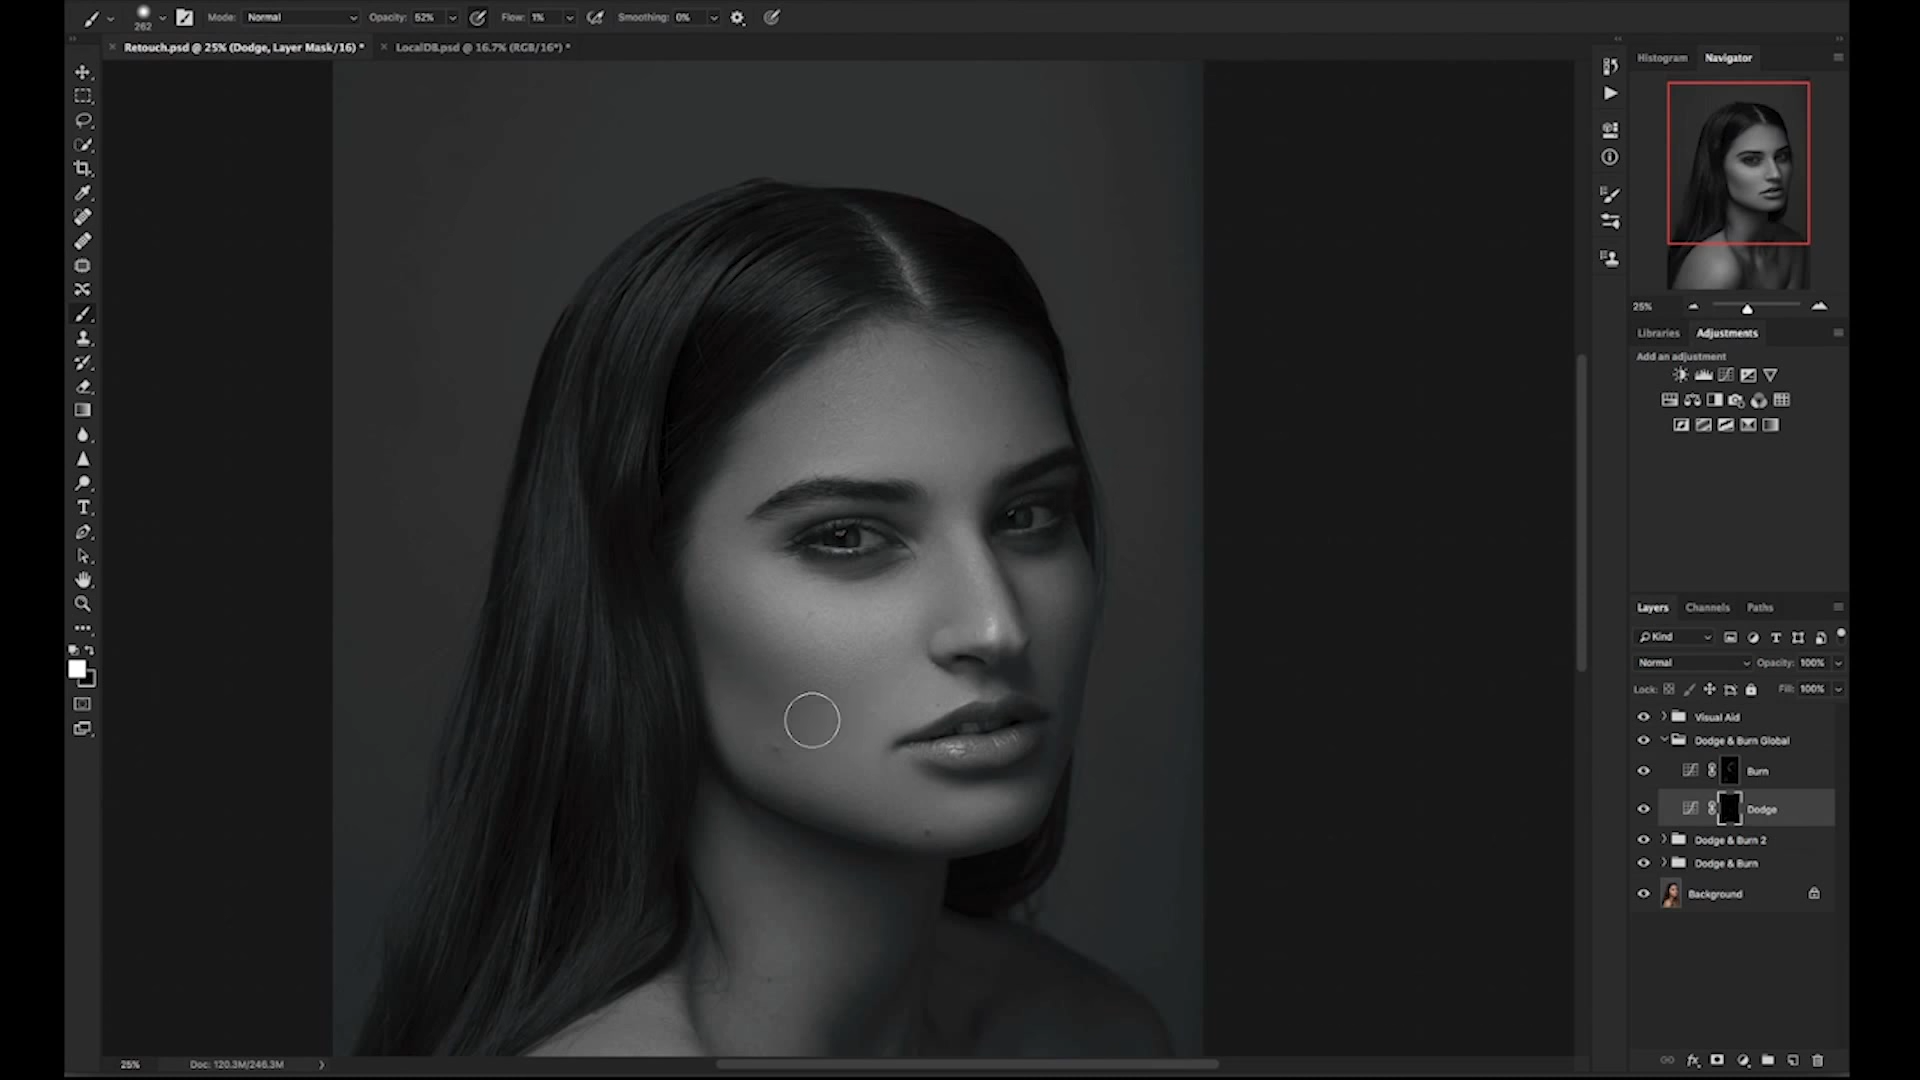 Mode: Normal Opacity: 52% Flow: 1% Smoothing: 0%
262
Retouch.psd @ 25% (Dodge, Layer Mask/16) *
LocalDB.psd @ 16.7% (RGB/16*) *
Histogram Navigator
25%
Libraries Adjustments
Add an adjustment
Layers Channels Paths
Kind
Normal Opacity: 100%
Lock: Fill: 100%
Visual Aid
Dodge & Burn Global
Burn
Dodge
Dodge & Burn 2
Dodge & Burn
Background
25% Doc: 120.3M/246.3M